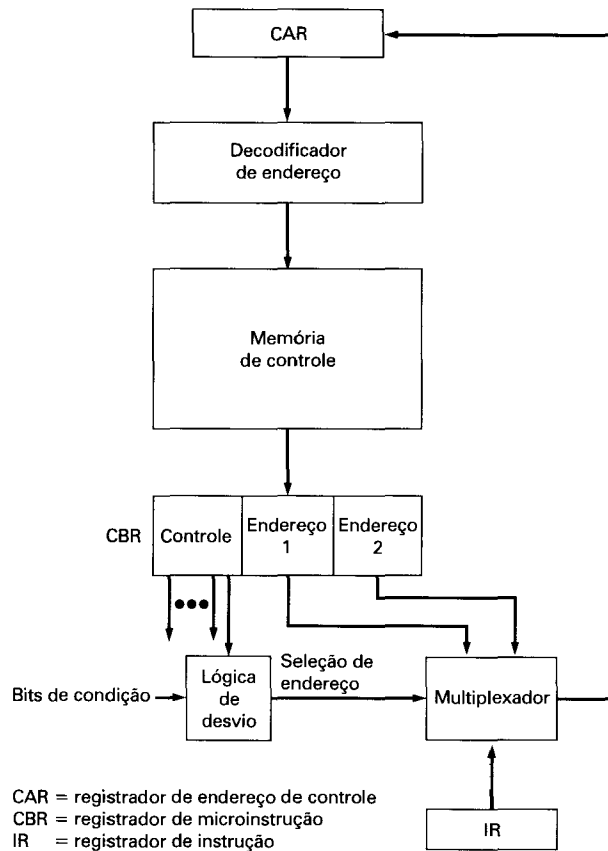 CAR
Decodificador
de endereço
Memória
de controle
CBR
Controle
Endereço
1
Endereço
2
Bits de condição
Lógica
de
desvio
Seleção de
endereço
Multiplexador
CAR = registrador de endereço de controle
CBR = registrador de microinstrução
IR = registrador de instrução
IR